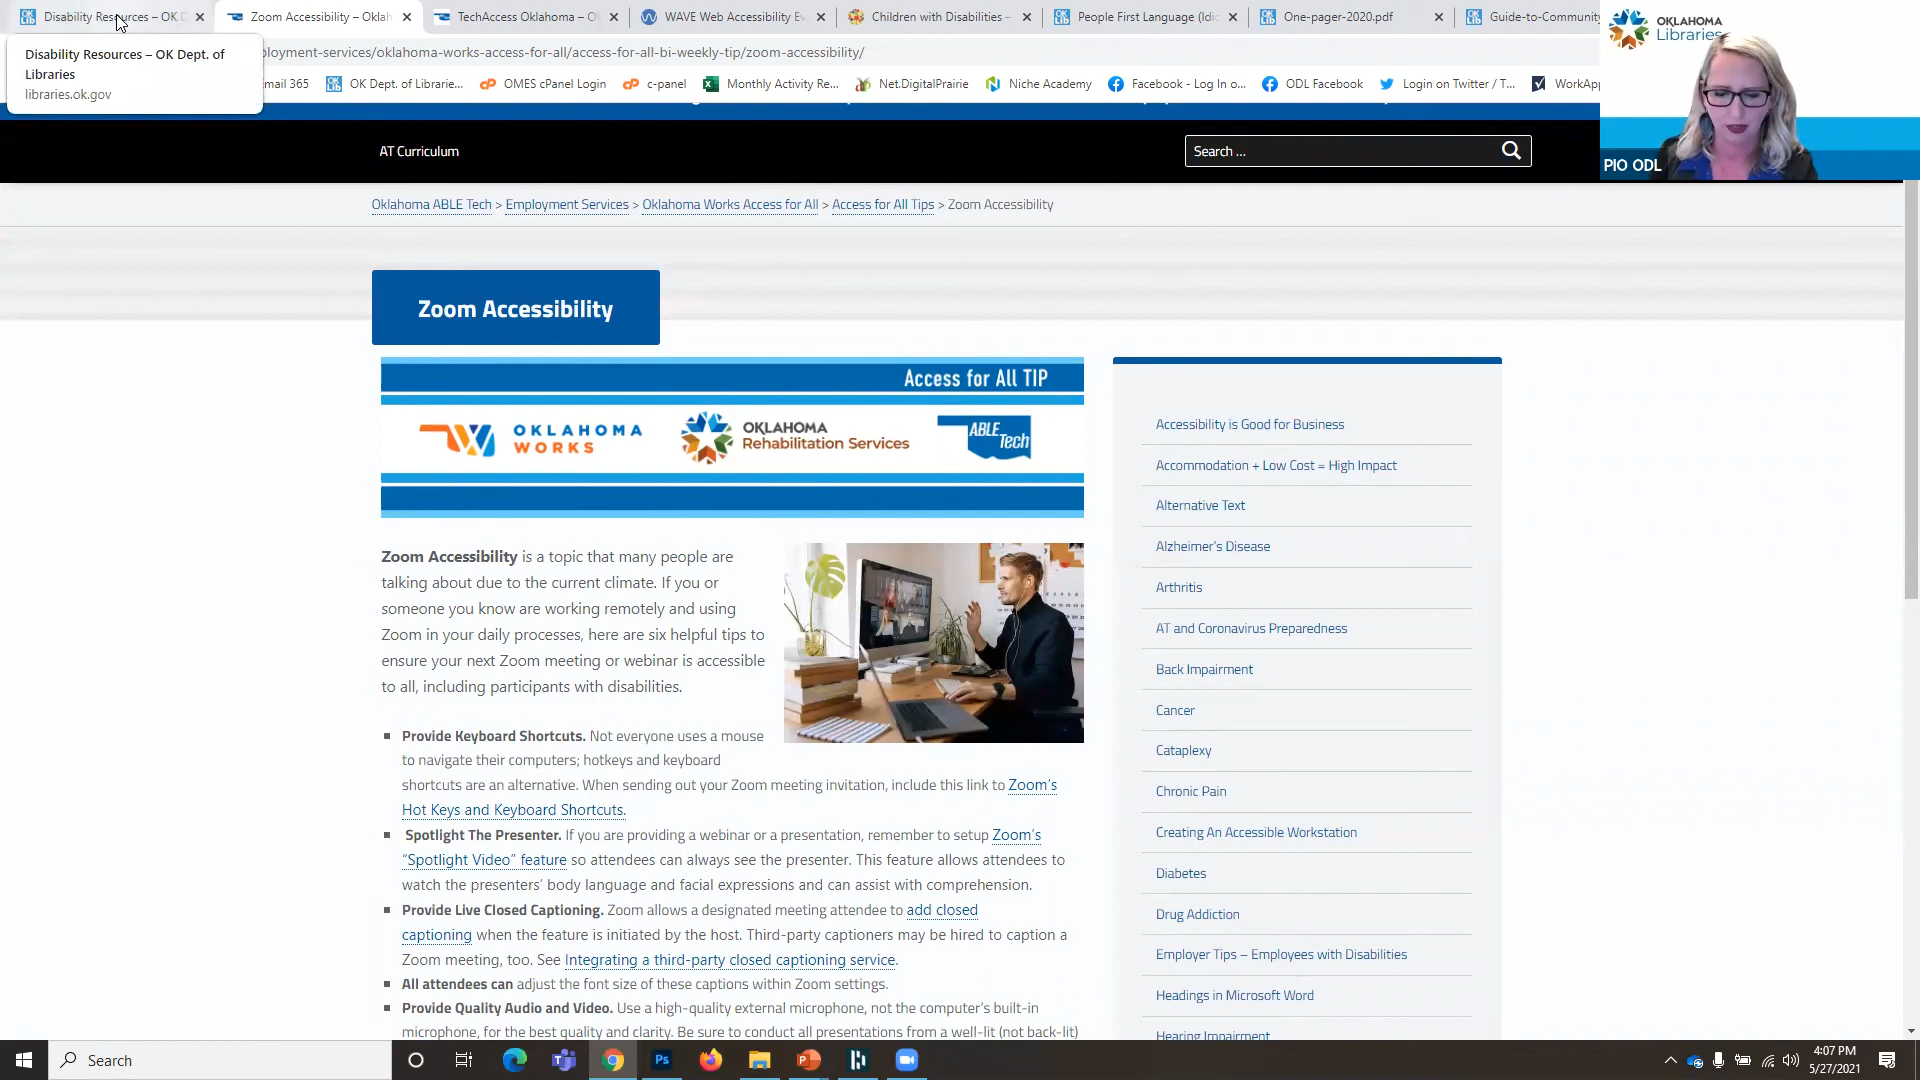 Disability Resources – OK D
Zoom Accessibility – Oklah
TechAccess Oklahoma – O
WAVE Web Accessibility Ev
Children with Disabilities –
People First Language (Idio
One-pager-2020.pdf
Guide-to-Community
Disability Resources – OK Dept. of
Libraries
libraries.ok.gov
ployment-services/oklahoma-works-access-for-all/access-for-all-bi-weekly-tip/zoom-accessibility/
mail 365
OK Dept. of Librarie...
OMES cPanel Login
c-panel
Monthly Activity Re...
Net.DigitalPrairie
Niche Academy
Facebook - Log In o...
ODL Facebook
Login on Twitter / T...
WorkApp
OKLAHOMA
Libraries
PIO ODL
AT Curriculum
Search ...
Oklahoma ABLE Tech > Employment Services > Oklahoma Works Access for All > Access for All Tips > Zoom Accessibility
Zoom Accessibility
Access for All TIP
OKLAHOMA
WORKS
OKLAHOMA
Rehabilitation Services
ABLE
Tech
Zoom Accessibility is a topic that many people are
talking about due to the current climate. If you or
someone you know are working remotely and using
Zoom in your daily processes, here are six helpful tips to
ensure your next Zoom meeting or webinar is accessible
to all, including participants with disabilities.
Provide Keyboard Shortcuts. Not everyone uses a mouse
to navigate their computers; hotkeys and keyboard
shortcuts are an alternative. When sending out your Zoom meeting invitation, include this link to Zoom's
Hot Keys and Keyboard Shortcuts.
Spotlight The Presenter. If you are providing a webinar or a presentation, remember to setup Zoom's
“Spotlight Video” feature so attendees can always see the presenter. This feature allows attendees to
watch the presenters' body language and facial expressions and can assist with comprehension.
Provide Live Closed Captioning. Zoom allows a designated meeting attendee to add closed
captioning when the feature is initiated by the host. Third-party captioners may be hired to caption a
Zoom meeting, too. See Integrating a third-party closed captioning service.
All attendees can adjust the font size of these captions within Zoom settings.
Provide Quality Audio and Video. Use a high-quality external microphone, not the computer's built-in
microphone, for the best quality and clarity. Be sure to conduct all presentations from a well-lit (not back-lit)
Accessibility is Good for Business
Accommodation + Low Cost = High Impact
Alternative Text
Alzheimer's Disease
Arthritis
AT and Coronavirus Preparedness
Back Impairment
Cancer
Cataplexy
Chronic Pain
Creating An Accessible Workstation
Diabetes
Drug Addiction
Employer Tips – Employees with Disabilities
Headings in Microsoft Word
Hearing Impairment
Search
4:07 PM
5/27/2021